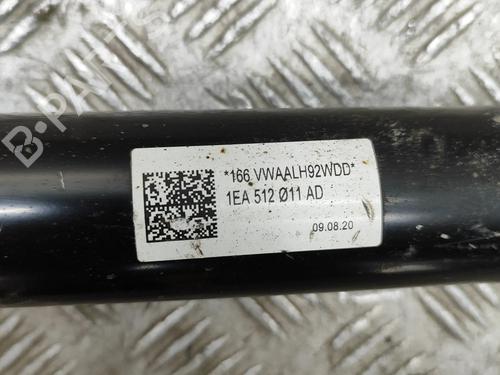 B-PARTS
*166 VWAALH92WDD*
1EA 512 Ø11 AD
09.08.20